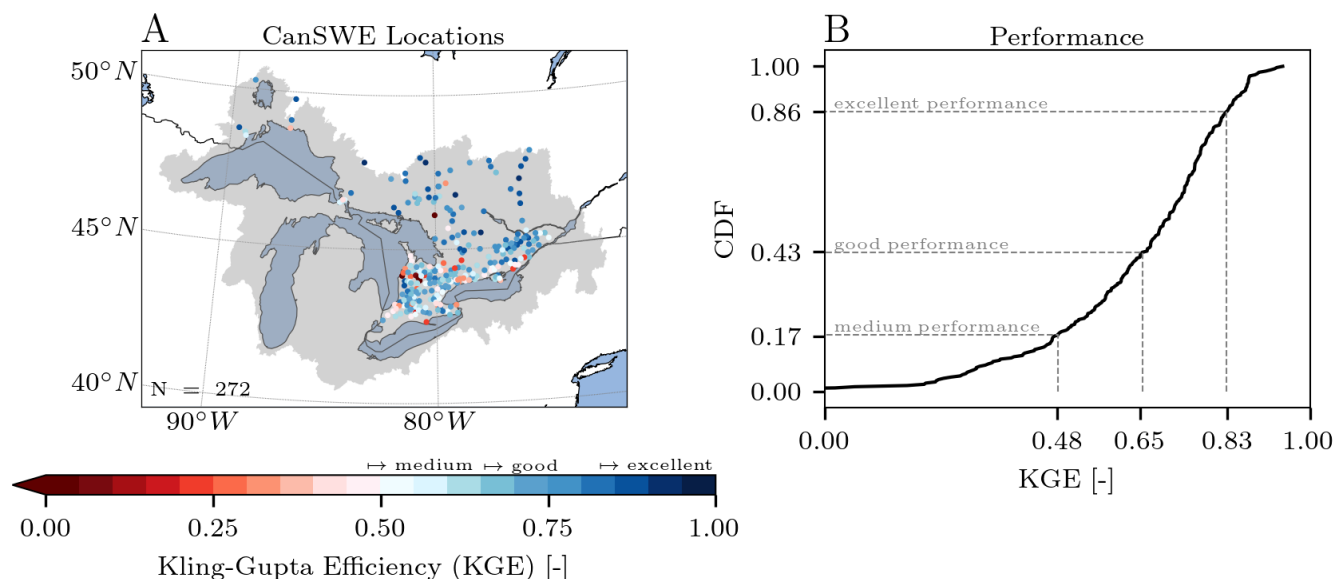 A
CanSWE Locations
50°N
45°N
40°N
N = 272
90°W
80°W
↦ medium ↦ good ↦ excellent
0.00 0.25 0.50 0.75 1.00
Kling-Gupta Efficiency (KGE) [-]
B
Performance
1.00
excellent performance
0.86
CDF
good performance
0.43
medium performance
0.17
0.00
0.00 0.48 0.65 0.83 1.00
KGE [-]